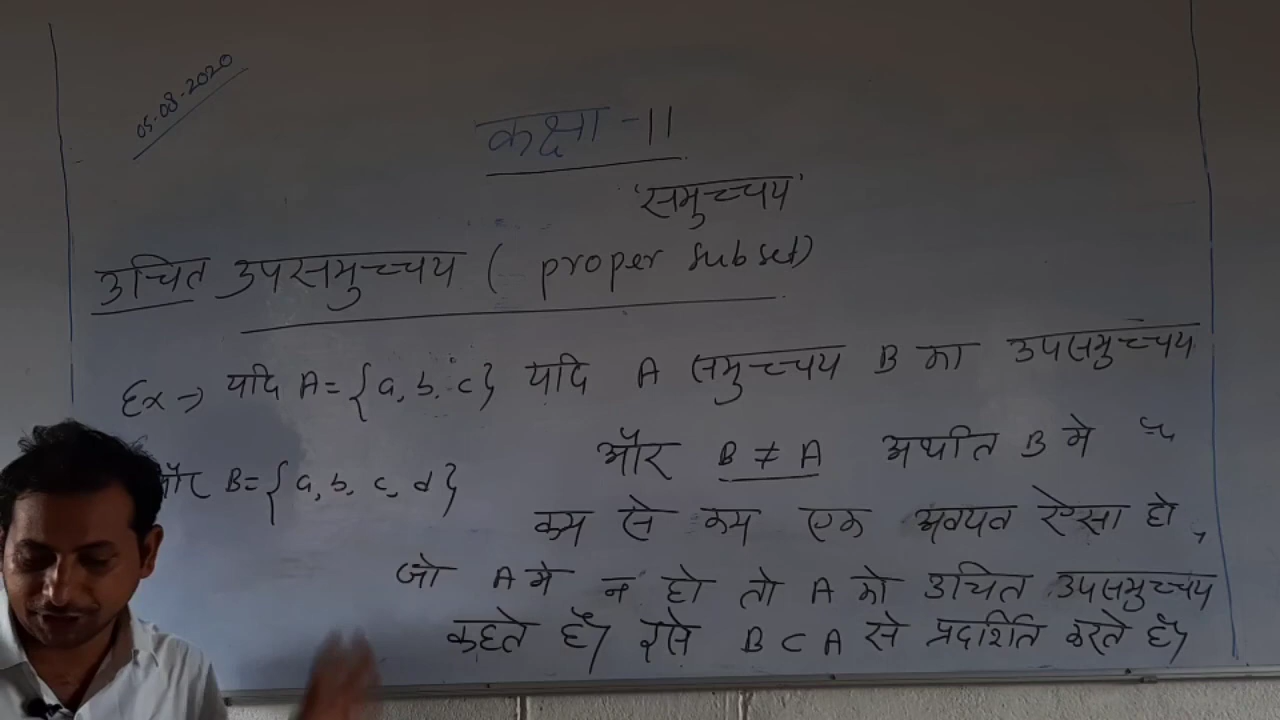 05-08-2020
कक्षा -11
'समुच्चय'
उचित उपसमुच्चय ( proper subset)
Ex → यदि A = {a, b, c} यदि A समुच्चय B का उपसमुच्चय
और B ≠ A अर्थात B मे है
और B = {a, b, c, d}
कम से कम एक अवयव ऐसा हो,
जो A मे न हो तो A को उचित उपसमुच्चय
कहते है। इसे B ⊂ A से प्रदर्शित करते है।